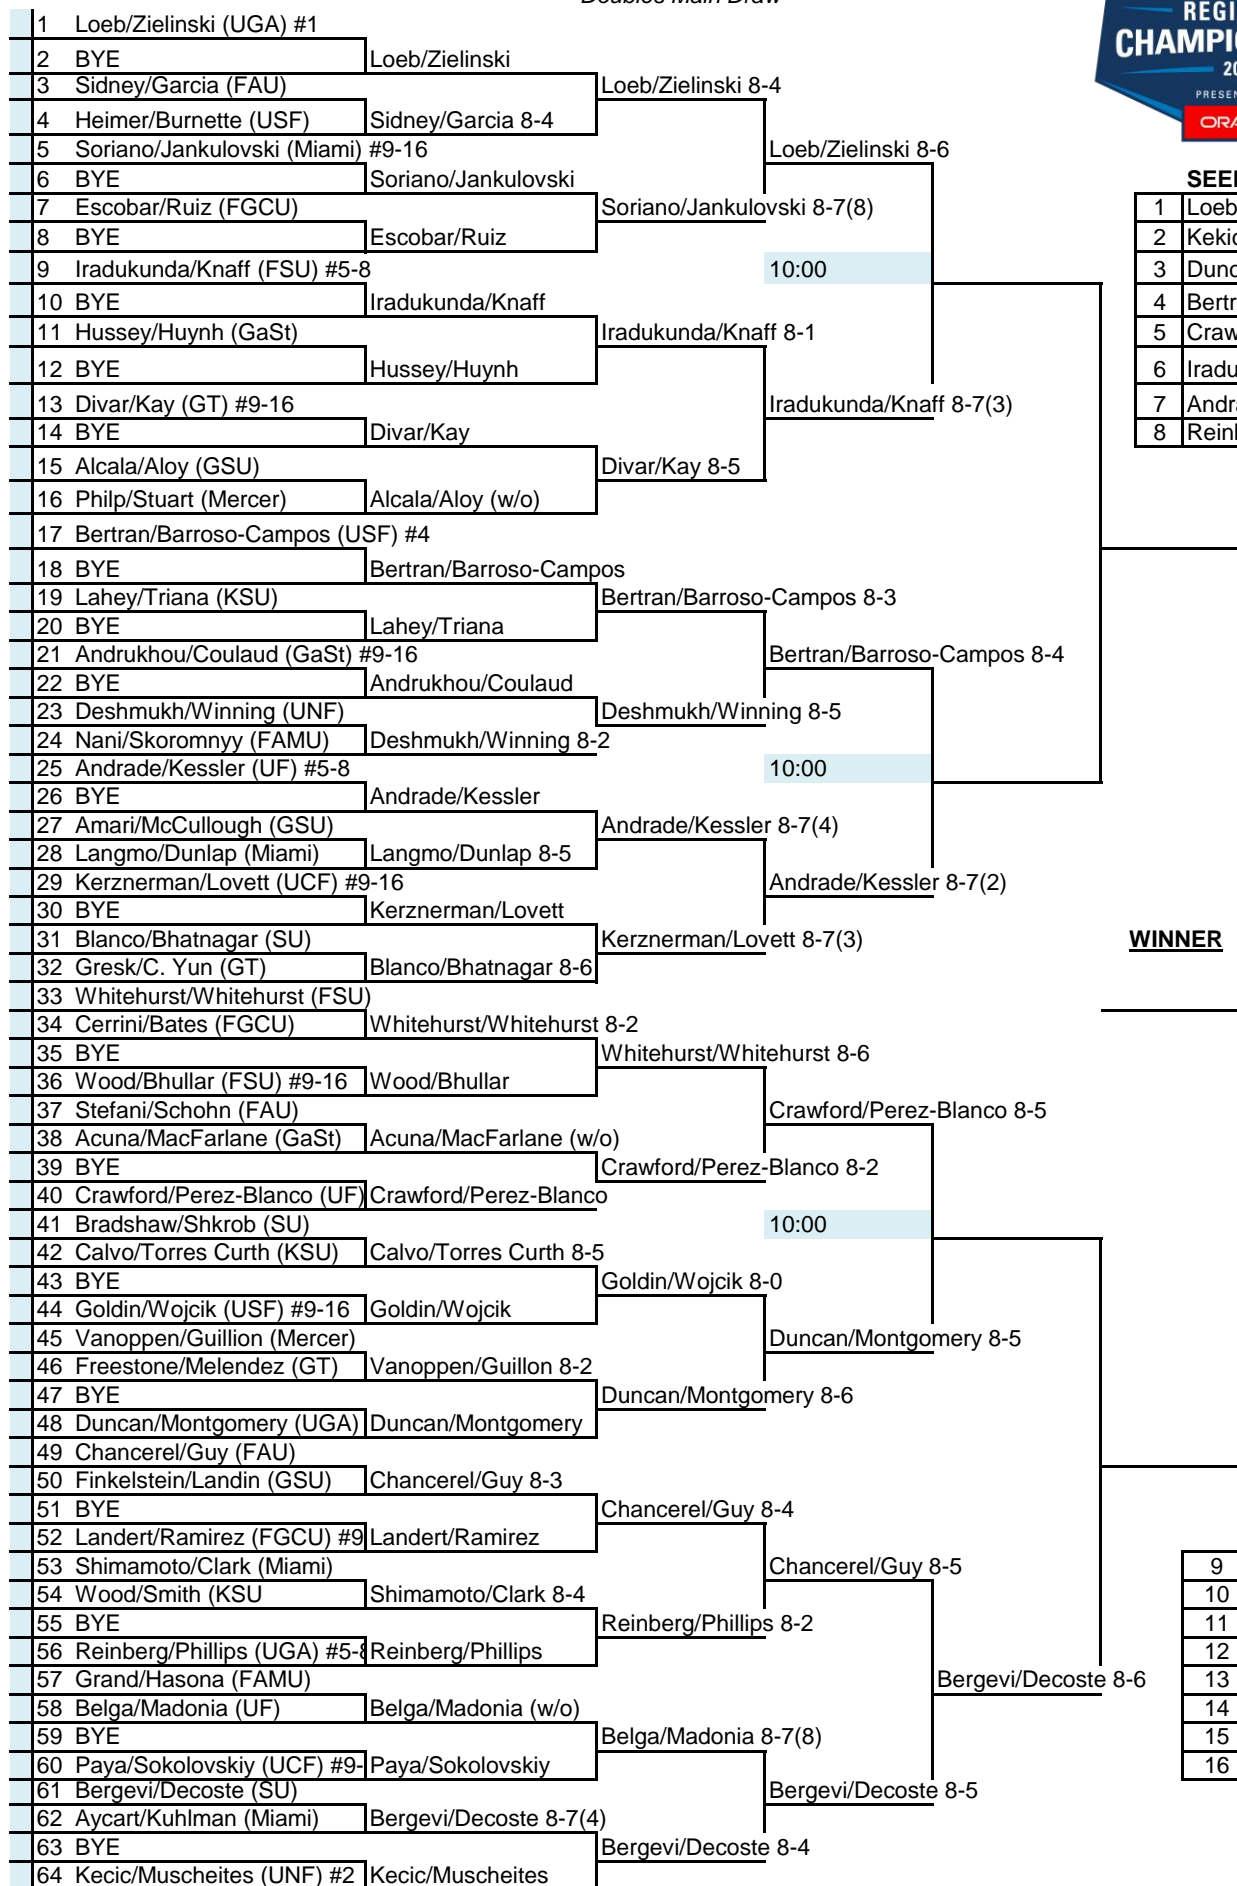 Doubles Main Draw
REGI
CHAMPI
20
PRESEN
ORA
1 Loeb/Zielinski (UGA) #1
2 BYE Loeb/Zielinski
3 Sidney/Garcia (FAU) Loeb/Zielinski 8-4
4 Heimer/Burnette (USF) Sidney/Garcia 8-4
5 Soriano/Jankulovski (Miami) #9-16 Loeb/Zielinski 8-6
6 BYE Soriano/Jankulovski SEE
7 Escobar/Ruiz (FGCU) Soriano/Jankulovski 8-7(8) 1 Loeb
8 BYE Escobar/Ruiz 2 Keki
9 Iradukunda/Knaff (FSU) #5-8 10:00 3 Dunc
10 BYE Iradukunda/Knaff 4 Bertr
11 Hussey/Huynh (GaSt) Iradukunda/Knaff 8-1 5 Craw
12 BYE Hussey/Huynh 6 Iradu
13 Divar/Kay (GT) #9-16 Iradukunda/Knaff 8-7(3) 7 Andra
14 BYE Divar/Kay 8 Rein
15 Alcala/Aloy (GSU) Divar/Kay 8-5
16 Philp/Stuart (Mercer) Alcala/Aloy (w/o)
17 Bertran/Barroso-Campos (USF) #4
18 BYE Bertran/Barroso-Campos
19 Lahey/Triana (KSU) Bertran/Barroso-Campos 8-3
20 BYE Lahey/Triana
21 Andrukhou/Coulaud (GaSt) #9-16 Bertran/Barroso-Campos 8-4
22 BYE Andrukhou/Coulaud
23 Deshmukh/Winning (UNF) Deshmukh/Winning 8-5
24 Nani/Skoromnyy (FAMU) Deshmukh/Winning 8-2
25 Andrade/Kessler (UF) #5-8 10:00
26 BYE Andrade/Kessler
27 Amari/McCullough (GSU) Andrade/Kessler 8-7(4)
28 Langmo/Dunlap (Miami) Langmo/Dunlap 8-5
29 Kerznerman/Lovett (UCF) #9-16 Andrade/Kessler 8-7(2)
30 BYE Kerznerman/Lovett
31 Blanco/Bhatnagar (SU) Kerznerman/Lovett 8-7(3) WINNER
32 Gresk/C. Yun (GT) Blanco/Bhatnagar 8-6
33 Whitehurst/Whitehurst (FSU)
34 Cerrini/Bates (FGCU) Whitehurst/Whitehurst 8-2
35 BYE Whitehurst/Whitehurst 8-6
36 Wood/Bhullar (FSU) #9-16 Wood/Bhullar
37 Stefani/Schohn (FAU) Crawford/Perez-Blanco 8-5
38 Acuna/MacFarlane (GaSt) Acuna/MacFarlane (w/o)
39 BYE Crawford/Perez-Blanco 8-2
40 Crawford/Perez-Blanco (UF) Crawford/Perez-Blanco
41 Bradshaw/Shkrob (SU) 10:00
42 Calvo/Torres Curth (KSU) Calvo/Torres Curth 8-5
43 BYE Goldin/Wojcik 8-0
44 Goldin/Wojcik (USF) #9-16 Goldin/Wojcik
45 Vanoppen/Guillion (Mercer) Duncan/Montgomery 8-5
46 Freestone/Melendez (GT) Vanoppen/Guillon 8-2
47 BYE Duncan/Montgomery 8-6
48 Duncan/Montgomery (UGA) Duncan/Montgomery
49 Chancerel/Guy (FAU)
50 Finkelstein/Landin (GSU) Chancerel/Guy 8-3
51 BYE Chancerel/Guy 8-4
52 Landert/Ramirez (FGCU) #9 Landert/Ramirez
53 Shimamoto/Clark (Miami) Chancerel/Guy 8-5 9
54 Wood/Smith (KSU Shimamoto/Clark 8-4 10
55 BYE Reinberg/Phillips 8-2 11
56 Reinberg/Phillips (UGA) #5-8 Reinberg/Phillips 12
57 Grand/Hasona (FAMU) Bergevi/Decoste 8-6 13
58 Belga/Madonia (UF) Belga/Madonia (w/o) 14
59 BYE Belga/Madonia 8-7(8) 15
60 Paya/Sokolovskiy (UCF) #9- Paya/Sokolovskiy 16
61 Bergevi/Decoste (SU) Bergevi/Decoste 8-5
62 Aycart/Kuhlman (Miami) Bergevi/Decoste 8-7(4)
63 BYE Bergevi/Decoste 8-4
64 Kecic/Muscheites (UNF) #2 Kecic/Muscheites